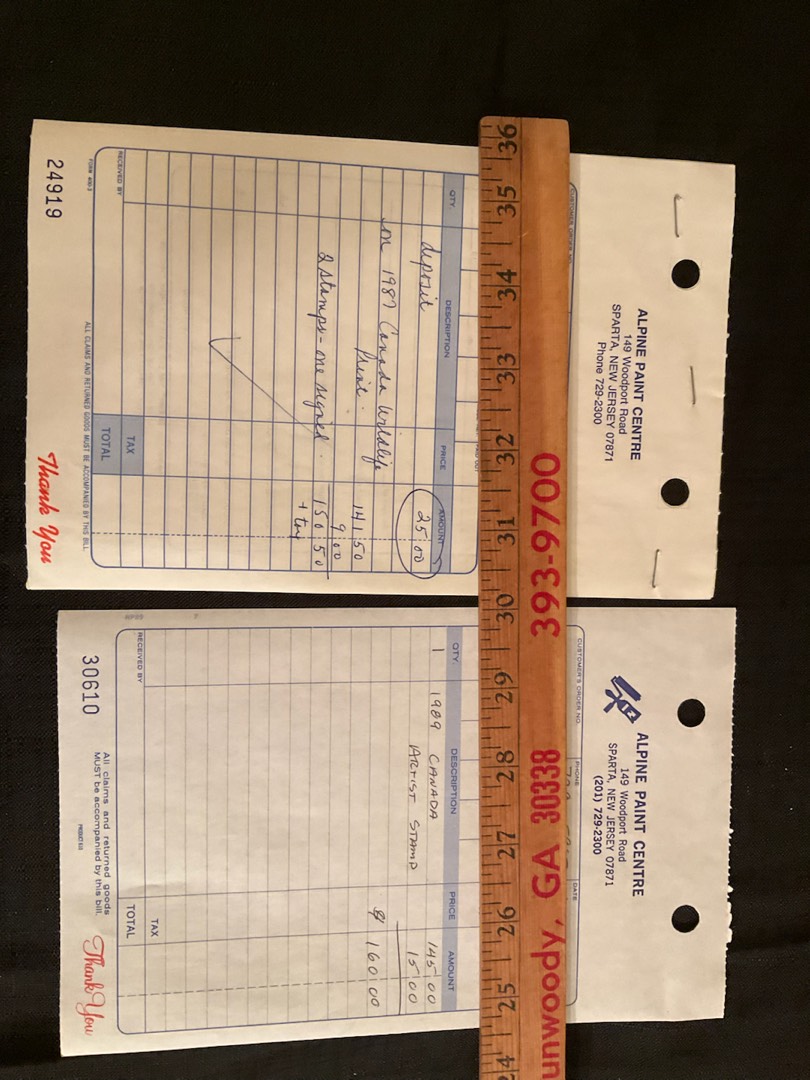 ALPINE PAINT CENTRE
149 Woodport Road
SPARTA, NEW JERSEY 07871
Phone 729-2300
CUSTOMER'S ORDER NO.
QTY. DESCRIPTION PRICE AMOUNT
deposit 25.00
on 1987 Canada Wildlife
Print. 141.50
9.00
2 stamps - one signed. 150.50
TAX
RECEIVED BY
TOTAL
FORM
ALL CLAIMS AND RETURNED GOODS MUST BE ACCOMPANIED BY THIS BILL
24919
Thank You
ALPINE PAINT CENTRE
149 Woodport Road
SPARTA, NEW JERSEY 07871
(201) 729-2300
CUSTOMER'S ORDER NO. PHONE DATE
QTY. DESCRIPTION PRICE AMOUNT
1 1989 CANADA 145.00
ARTIST STAMP 15.00
$ 160.00
TAX
RECEIVED BY
TOTAL
All claims and returned goods
MUST be accompanied by this bill.
30610
Thank You
36 35 34 33 32 31 30 29 28 27 26 25
unwoody, GA 30338 393-9700